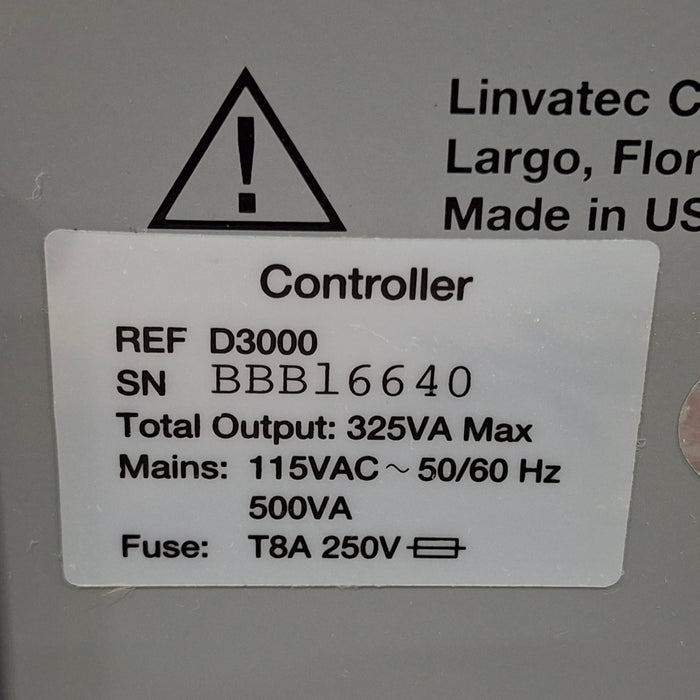 Linvatec C
Largo, Flor
Made in US
Controller
REF D3000
SN BBB16640
Total Output: 325VA Max
Mains: 115VAC ~ 50/60 Hz
500VA
Fuse: T8A 250V